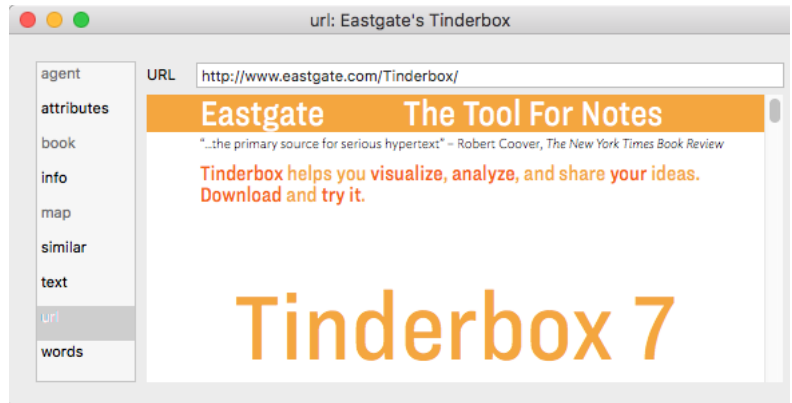 url: Eastgate's Tinderbox
agent
attributes
book
info
map
similar
text
url
words
URL http://www.eastgate.com/Tinderbox/
Eastgate The Tool For Notes
“...the primary source for serious hypertext” – Robert Coover, The New York Times Book Review
Tinderbox helps you visualize, analyze, and share your ideas.
Download and try it.
Tinderbox 7